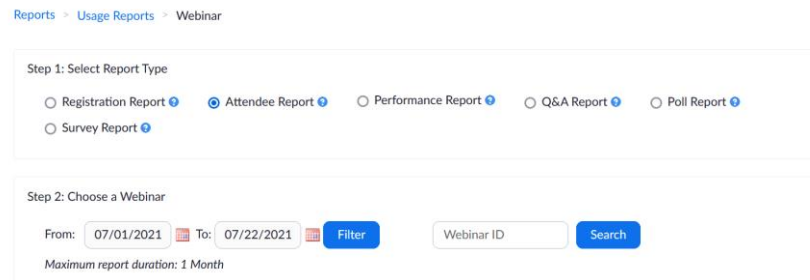 Reports > Usage Reports > Webinar
Step 1: Select Report Type
Registration Report ? Attendee Report ? Performance Report ? Q&A Report ? Poll Report ?
Survey Report ?
Step 2: Choose a Webinar
From: 07/01/2021 To: 07/22/2021 Filter Webinar ID Search
Maximum report duration: 1 Month